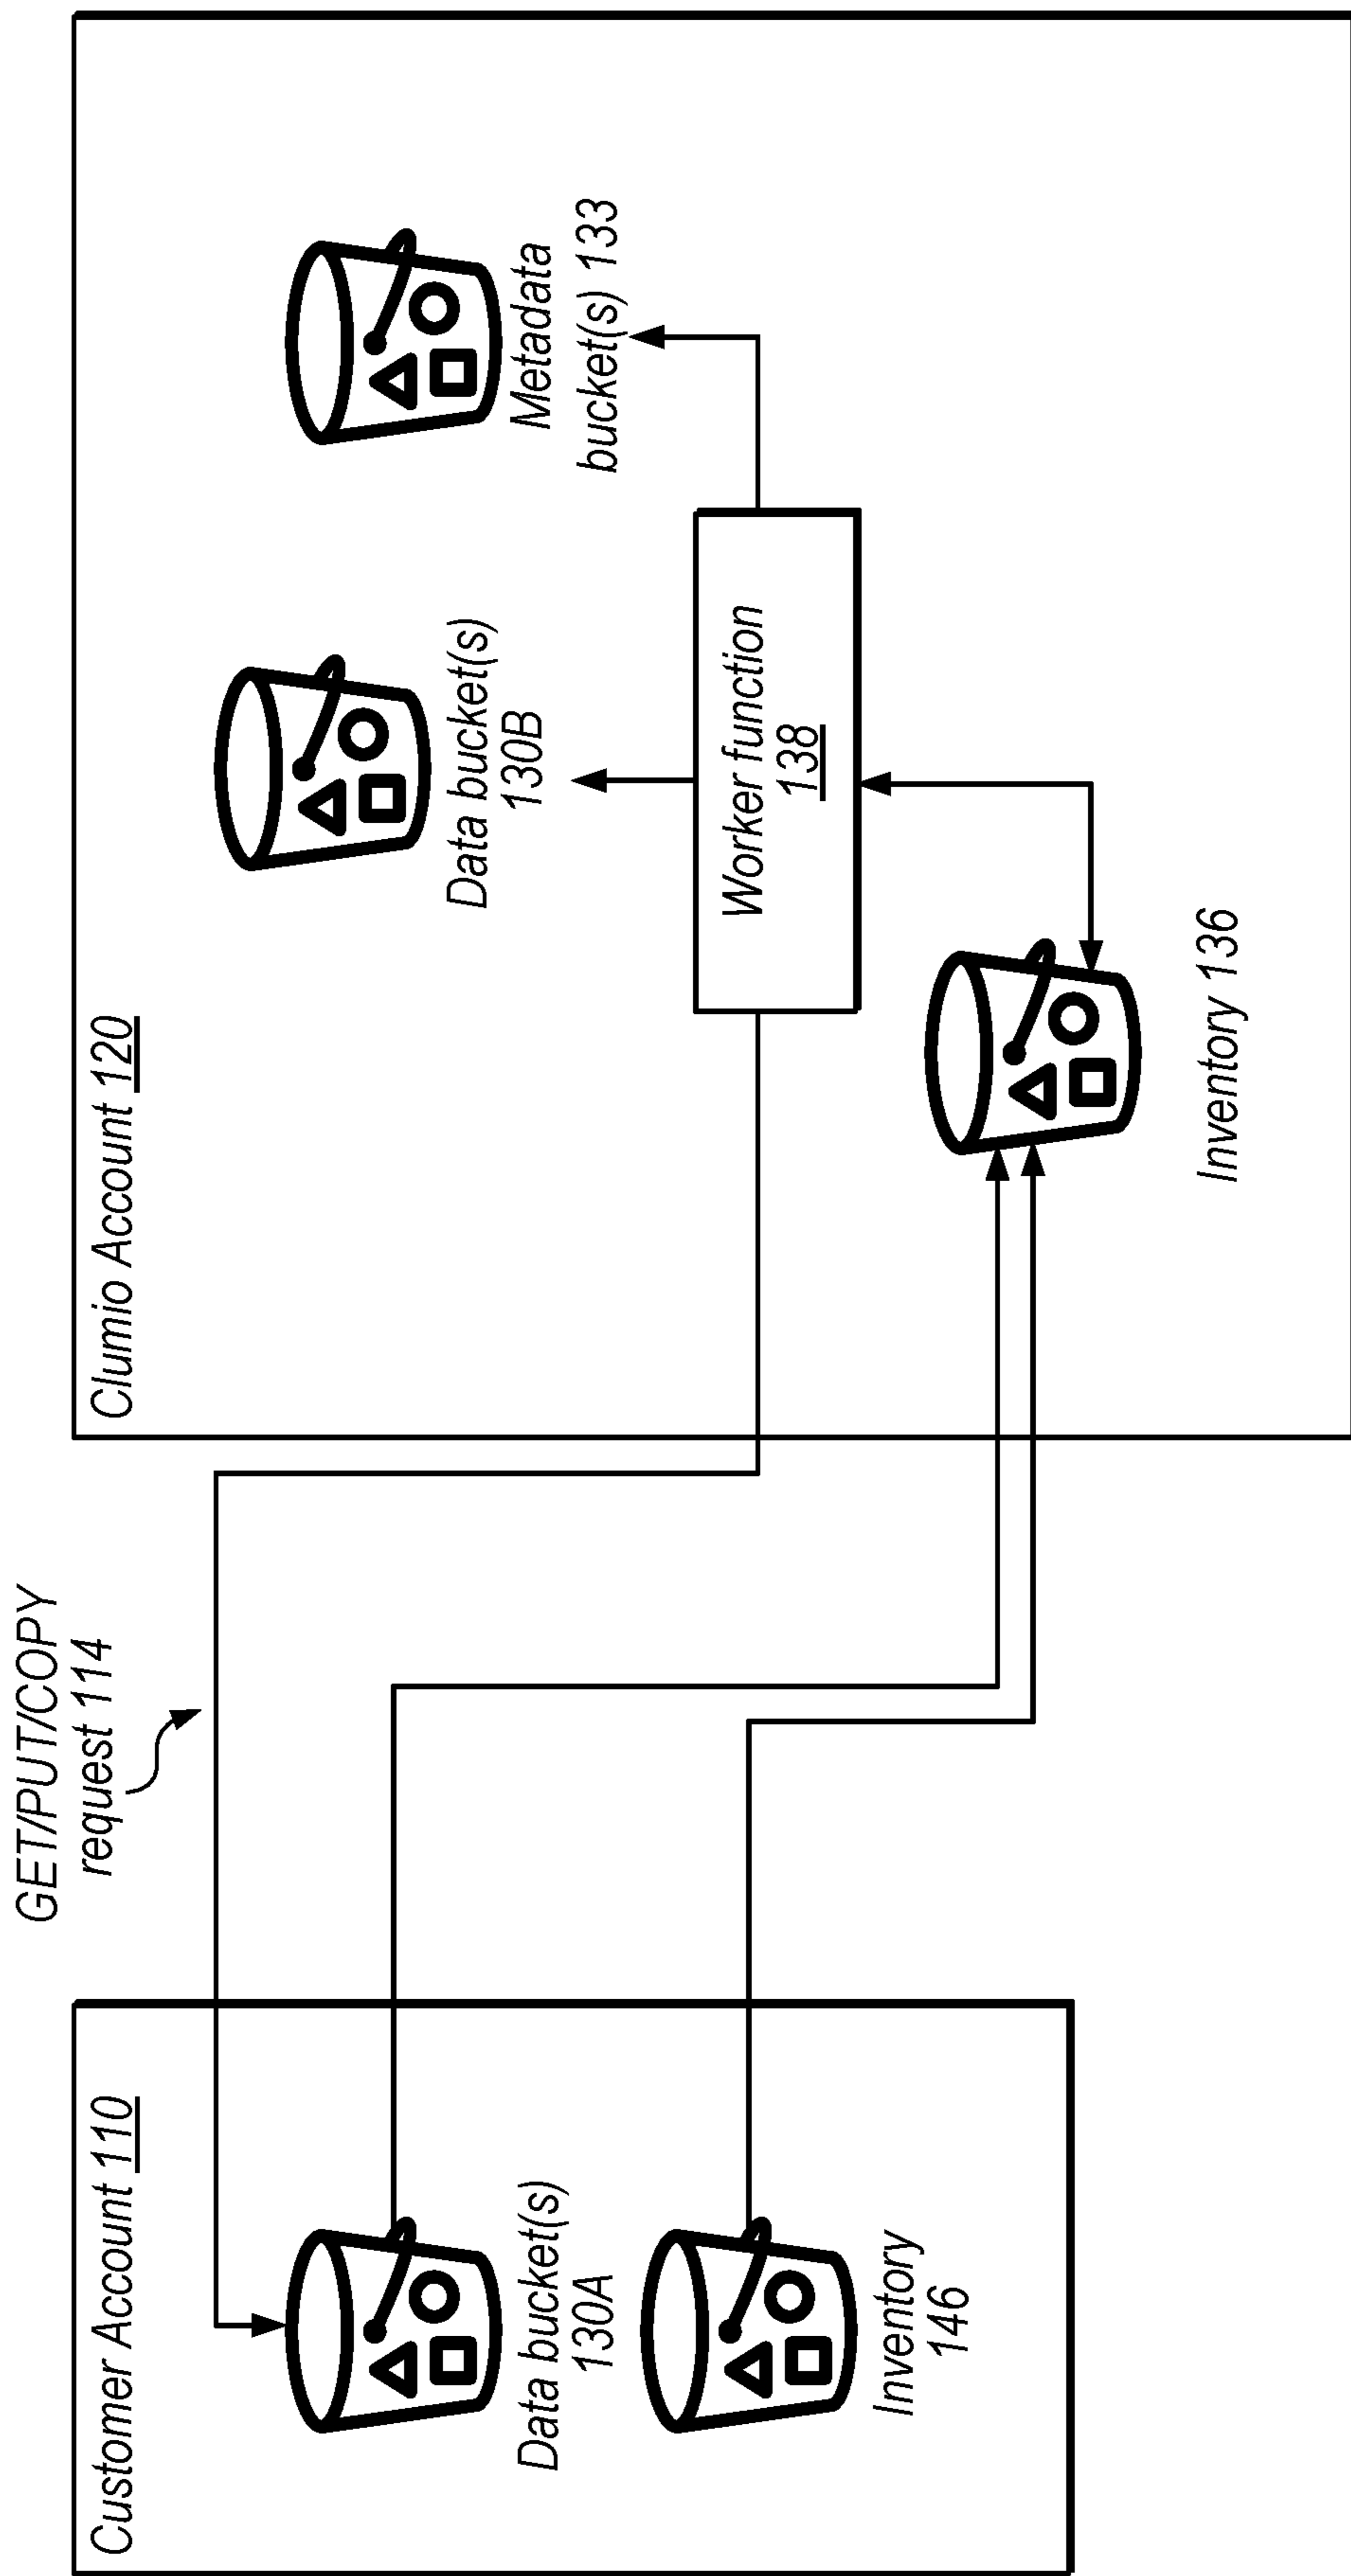 Customer Account 110
Data bucket(s)
130A
Inventory
146
GET/PUT/COPY
request 114
Clumio Account 120
Data bucket(s)
130B
Metadata
bucket(s) 133
Worker function
138
Inventory 136